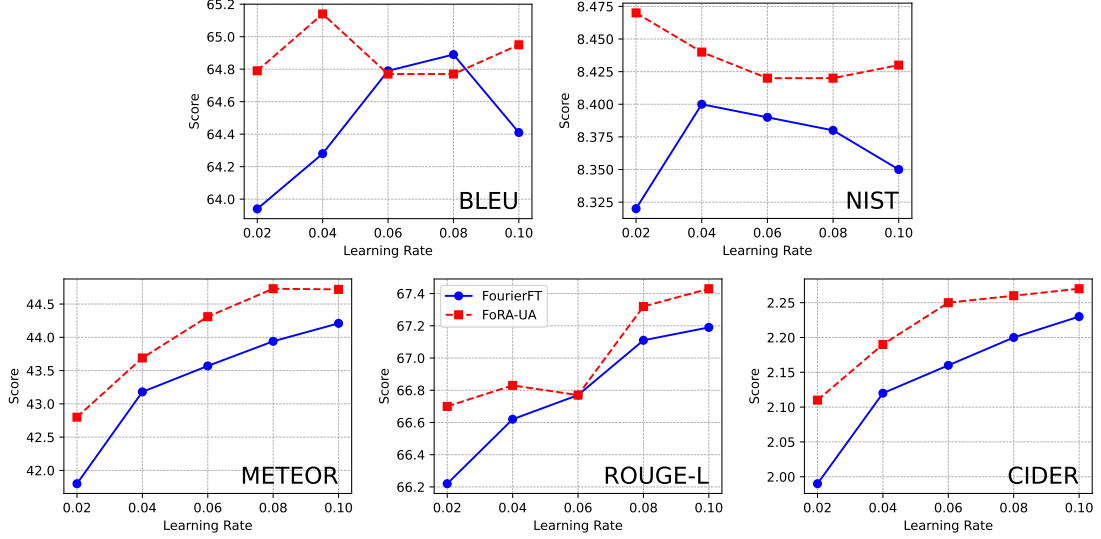 65.2
65.0
64.8
64.6
64.4
64.2
64.0
Score
0.02 0.04 0.06 0.08 0.10
Learning Rate
BLEU
8.475
8.450
8.425
8.400
8.375
8.350
8.325
Score
0.02 0.04 0.06 0.08 0.10
Learning Rate
NIST
44.5
44.0
43.5
43.0
42.5
42.0
Score
0.02 0.04 0.06 0.08 0.10
Learning Rate
METEOR
67.4
67.2
67.0
66.8
66.6
66.4
66.2
Score
FourierFT
FoRA-UA
0.02 0.04 0.06 0.08 0.10
Learning Rate
ROUGE-L
2.25
2.20
2.15
2.10
2.05
2.00
Score
0.02 0.04 0.06 0.08 0.10
Learning Rate
CIDER